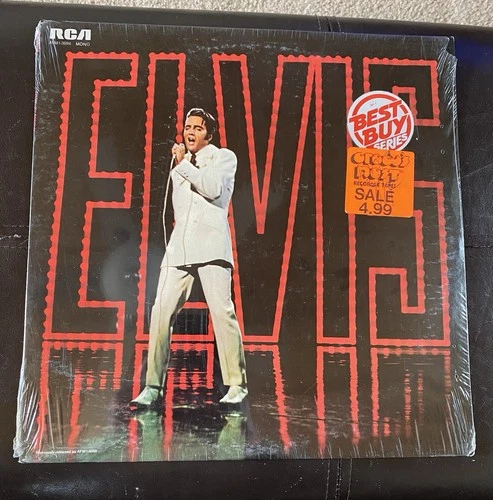 RCA
MONO
ELVIS
BEST
BUY
SERIES
SALE
4.99